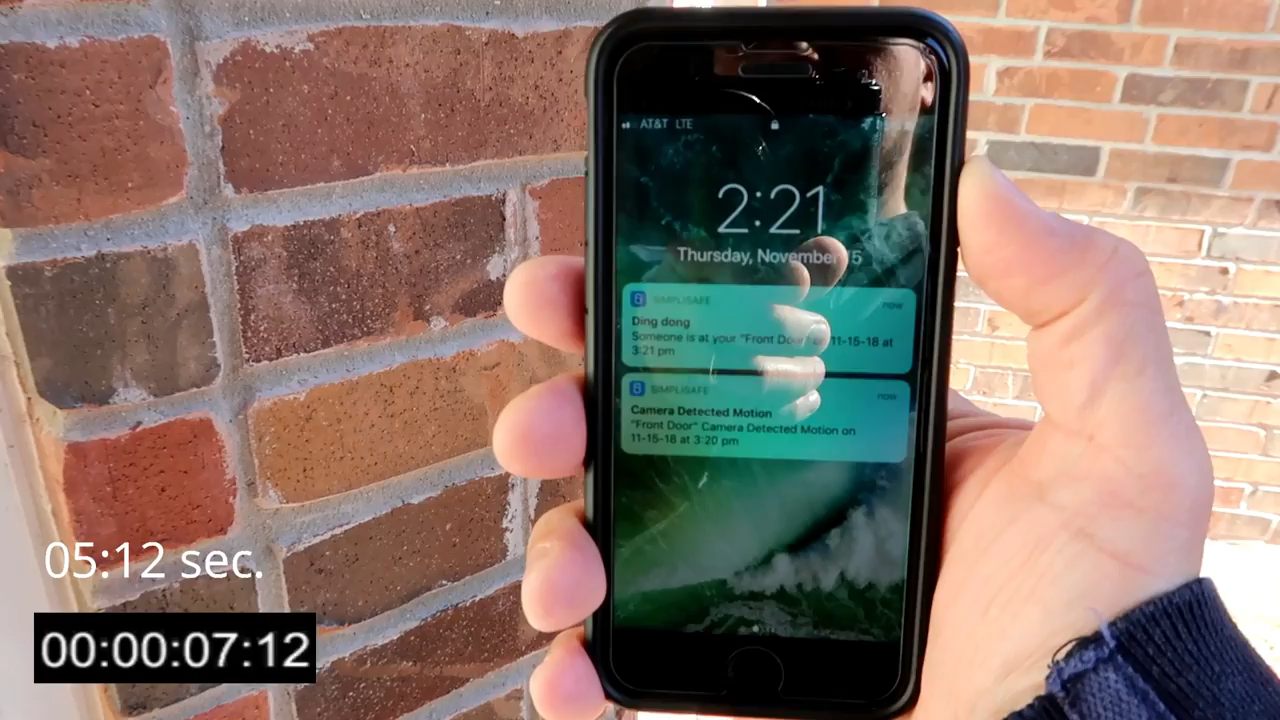 AT&T LTE
2:21
Thursday, November 5
SIMPLISAFE now
Ding dong
Someone is at your "Front Door" 11-15-18 at
3:21 pm
SIMPLISAFE now
Camera Detected Motion
"Front Door" Camera Detected Motion on
11-15-18 at 3:20 pm
05:12 sec.
00:00:07:12